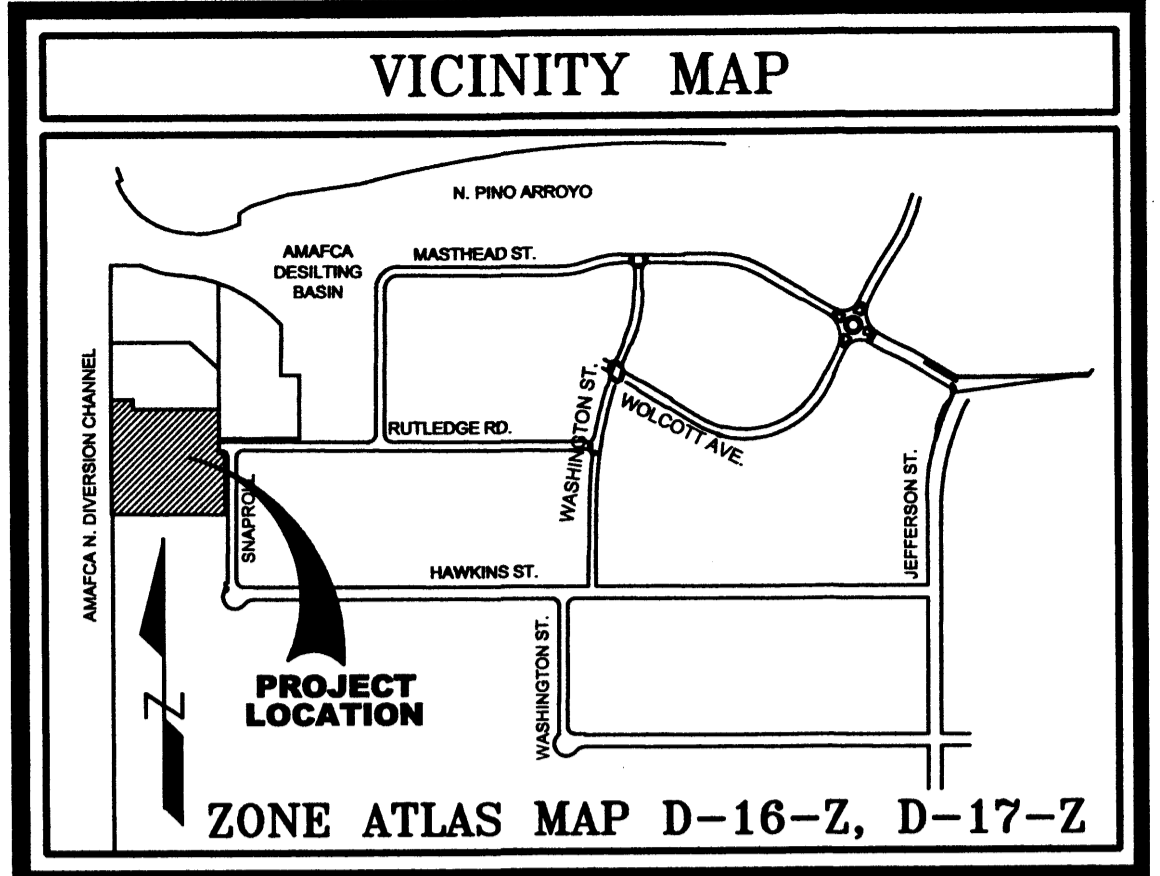 VICINITY MAP
N. PINO ARROYO
AMAFCA
DESILTING
BASIN
MASTHEAD ST.
AMAFCA N. DIVERSION CHANNEL
RUTLEDGE RD.
WASHINGTON ST.
WOLCOTT AVE.
JEFFERSON ST.
HAWKINS ST.
WASHINGTON ST.
PROJECT
LOCATION
N
ZONE ATLAS MAP D-16-Z, D-17-Z